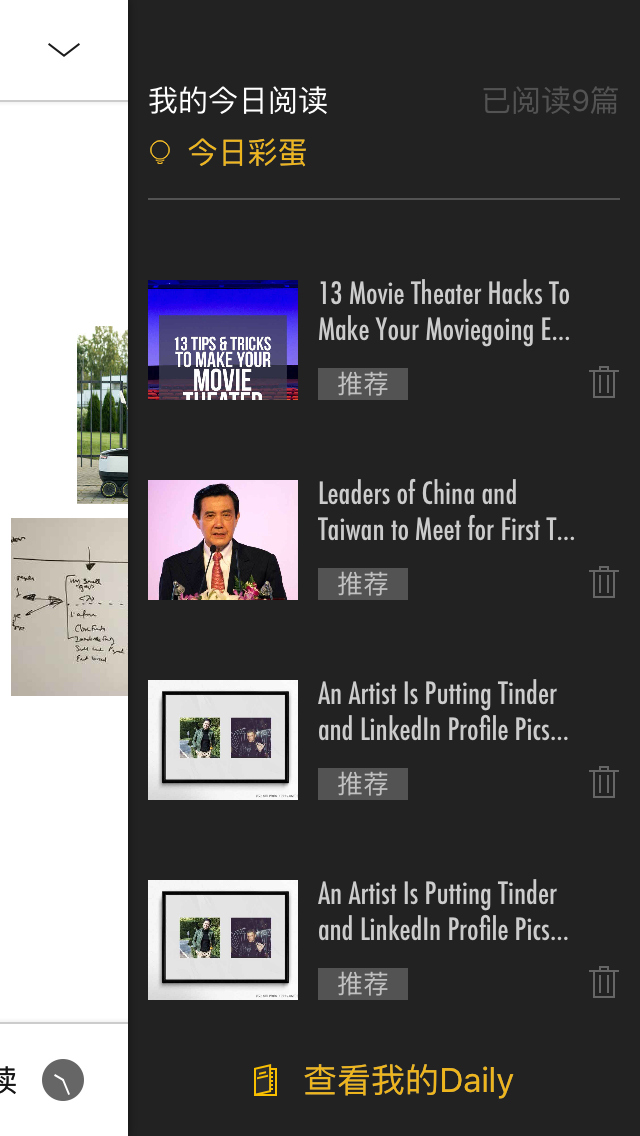 我的今日阅读
已阅读9篇
今日彩蛋
13 TIPS & TRICKS
TO MAKE YOUR
MOVIE
THEATER
13 Movie Theater Hacks To
Make Your Moviegoing E...
推荐
Leaders of China and
Taiwan to Meet for First T...
推荐
An Artist Is Putting Tinder
and LinkedIn Profile Pics...
推荐
An Artist Is Putting Tinder
and LinkedIn Profile Pics...
推荐
读
查看我的Daily